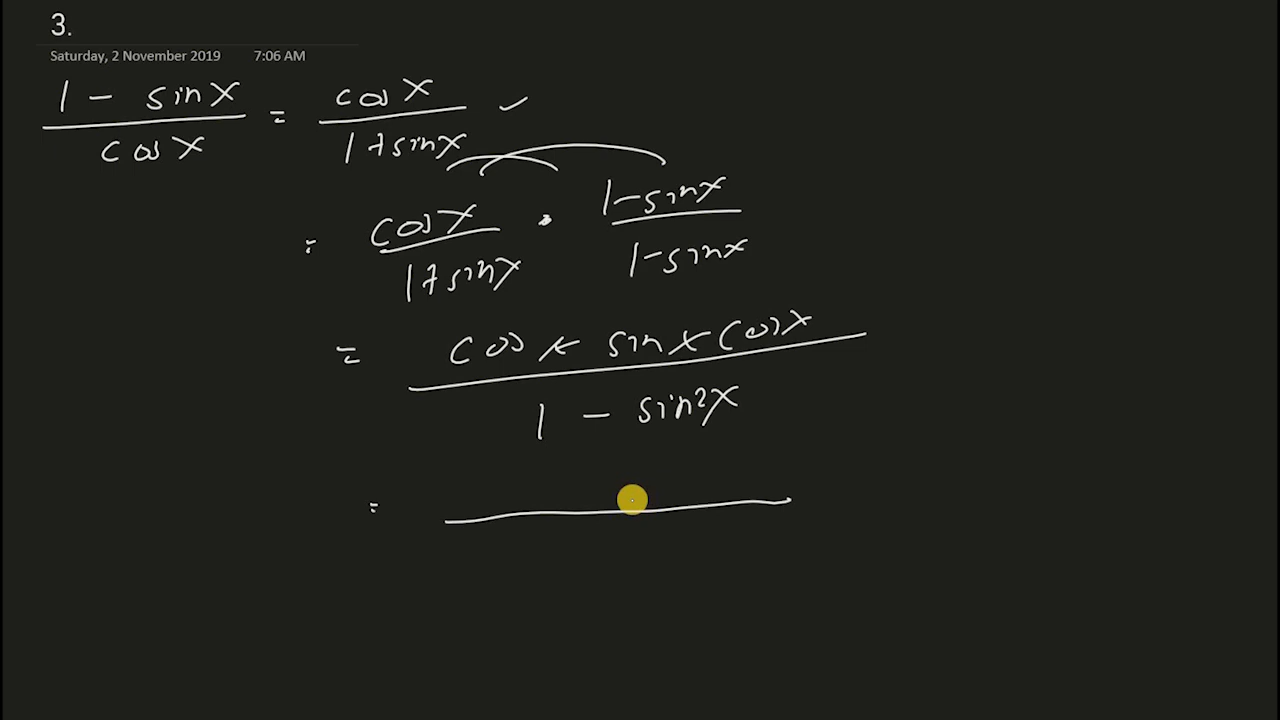 3.
Saturday, 2 November 2019 7:06 AM
1 - sinx / cosx = cosx / 1+sinx ✓
= cosx / 1+sinx · 1-sinx / 1-sinx
= cosx - sinx cosx / 1 - sin²x
=